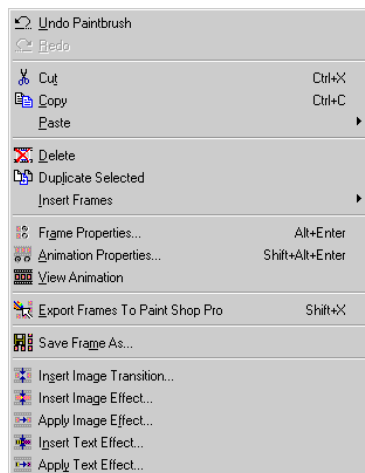 Undo Paintbrush
Redo
Cut Ctrl+X
Copy Ctrl+C
Paste
Delete
Duplicate Selected
Insert Frames
Frame Properties... Alt+Enter
Animation Properties... Shift+Alt+Enter
View Animation
Export Frames To Paint Shop Pro Shift+X
Save Frame As...
Insert Image Transition...
Insert Image Effect...
Apply Image Effect...
Insert Text Effect...
Apply Text Effect...